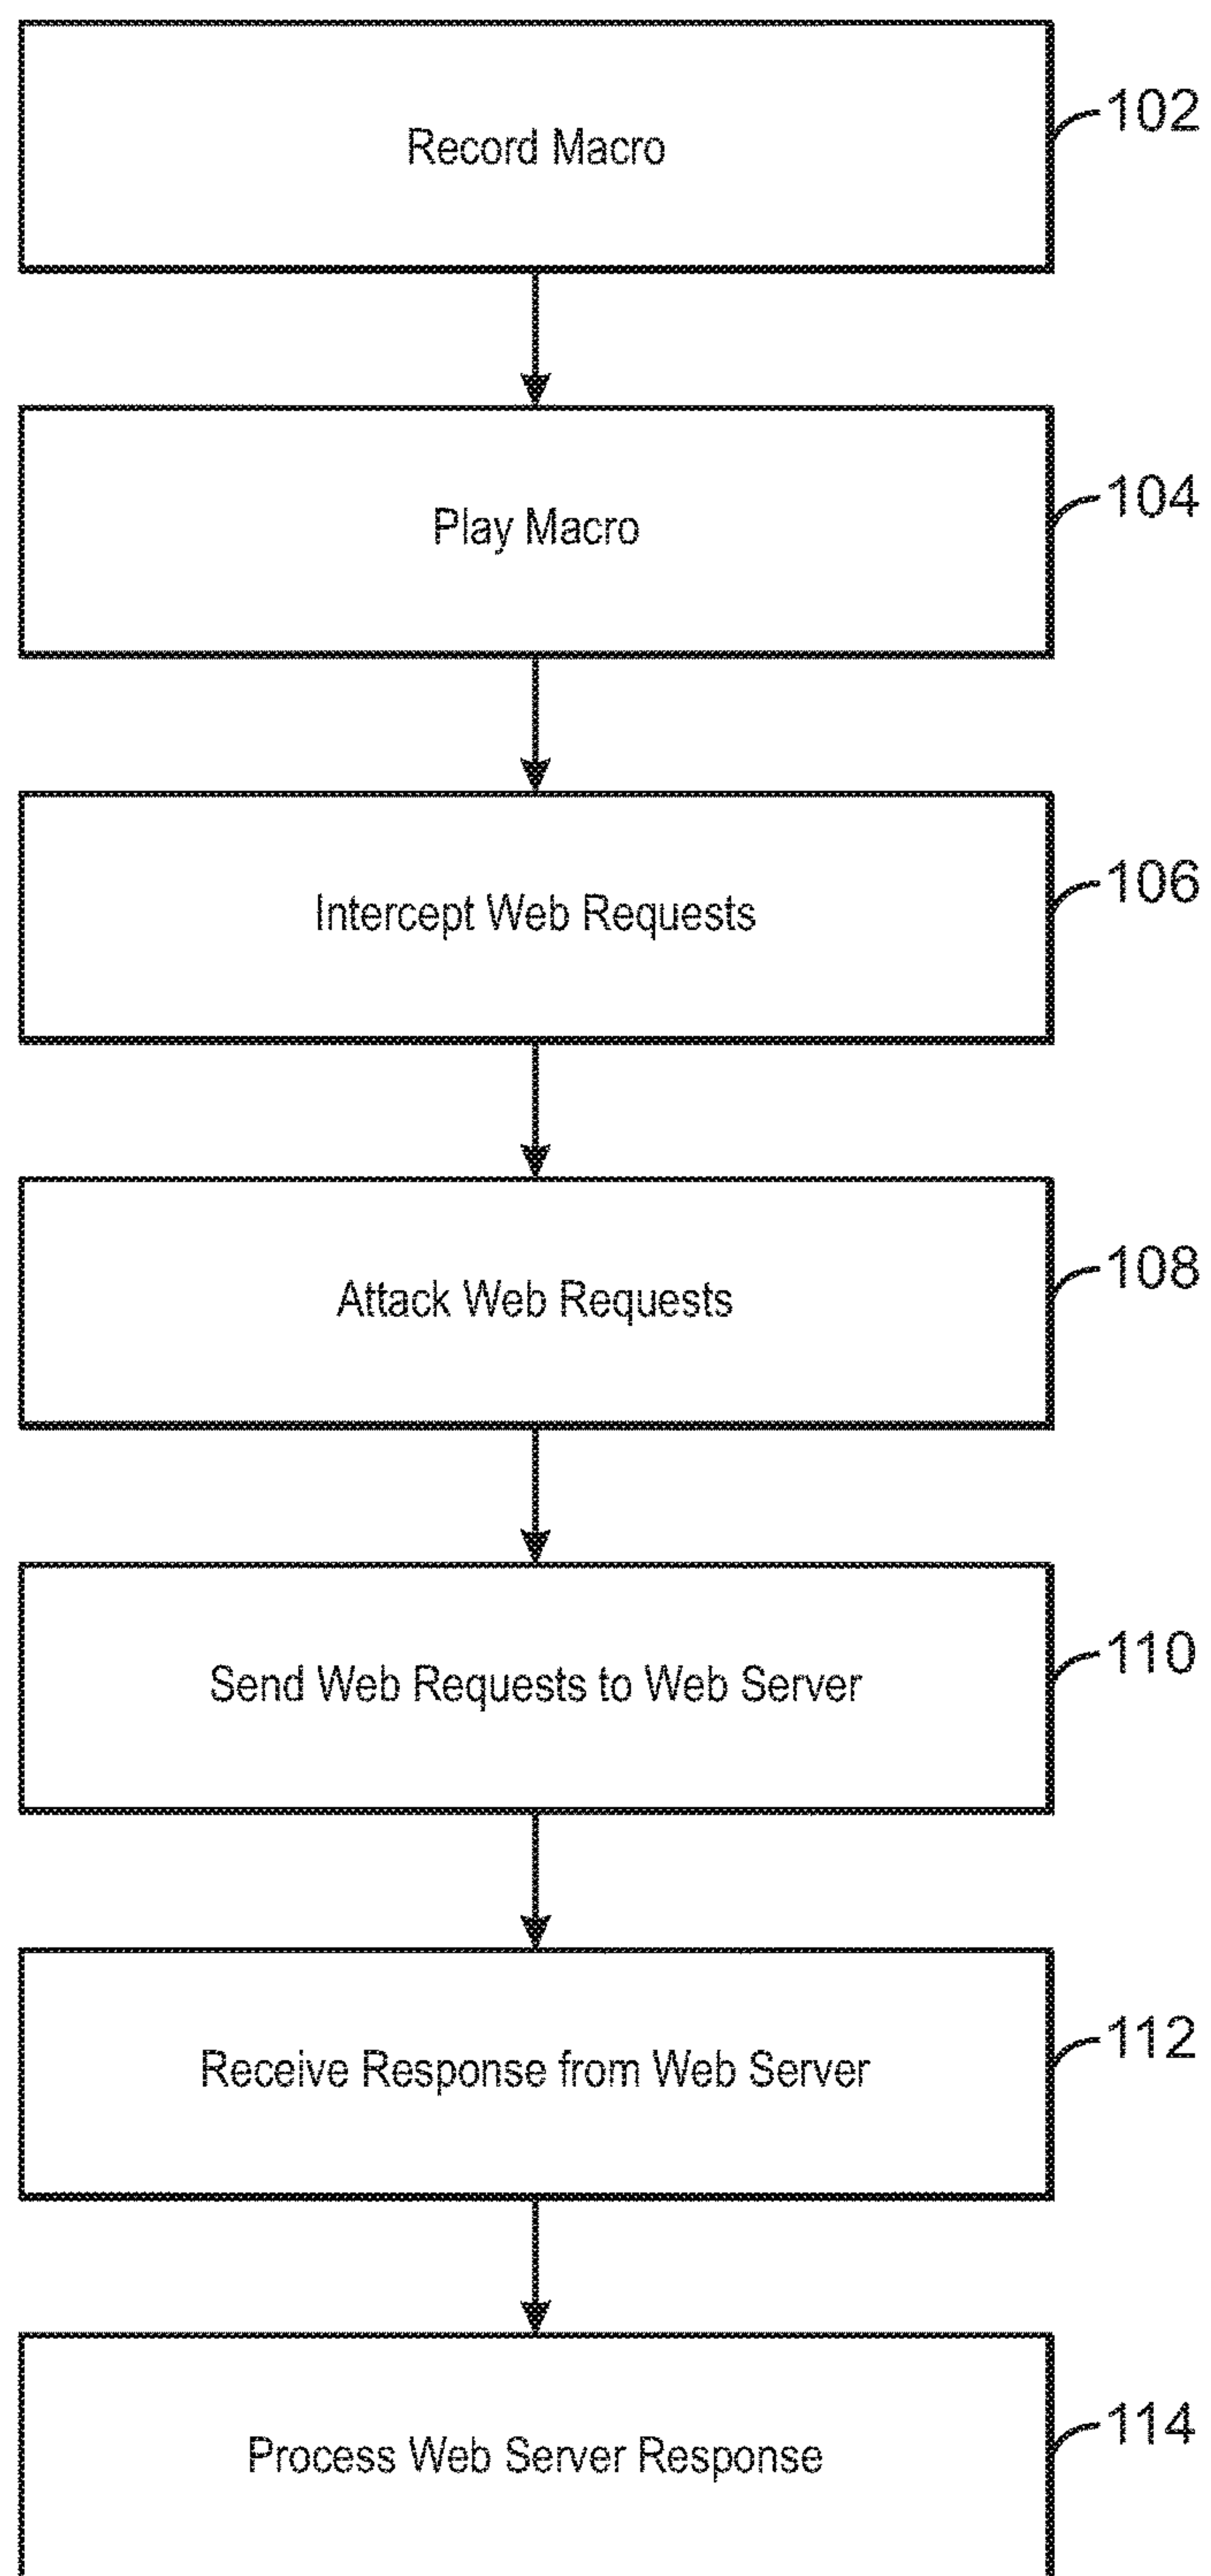 Record Macro
102
Play Macro
104
Intercept Web Requests
106
Attack Web Requests
108
Send Web Requests to Web Server
110
Receive Response from Web Server
112
Process Web Server Response
114